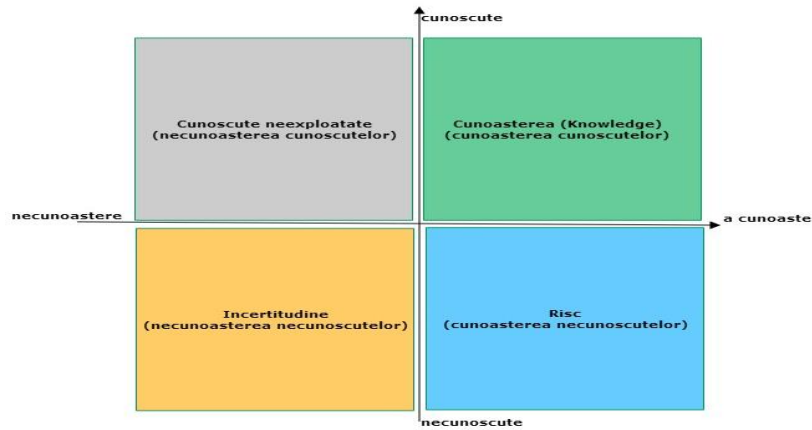 cunoscute
Cunoscute neexploatate
(necunoasterea cunoscutelor)
Cunoasterea (Knowledge)
(cunoasterea cunoscutelor)
necunoastere
a cunoaste
Incertitudine
(necunoasterea necunoscutelor)
Risc
(cunoasterea necunoscutelor)
necunoscute